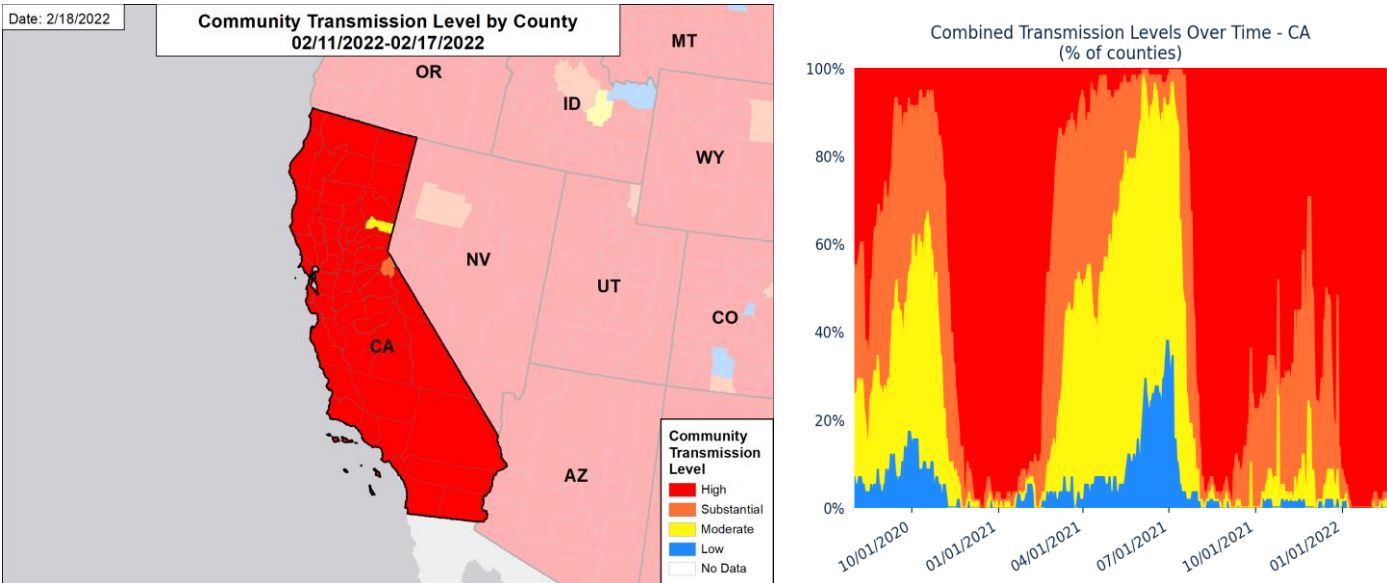 Date: 2/18/2022
Community Transmission Level by County
02/11/2022-02/17/2022
MT
OR
ID
WY
NV
UT
CO
CA
AZ
Community
Transmission
Level
High
Substantial
Moderate
Low
No Data
Combined Transmission Levels Over Time - CA
(% of counties)
100%
80%
60%
40%
20%
0%
10/01/2020
01/01/2021
04/01/2021
07/01/2021
10/01/2021
01/01/2022